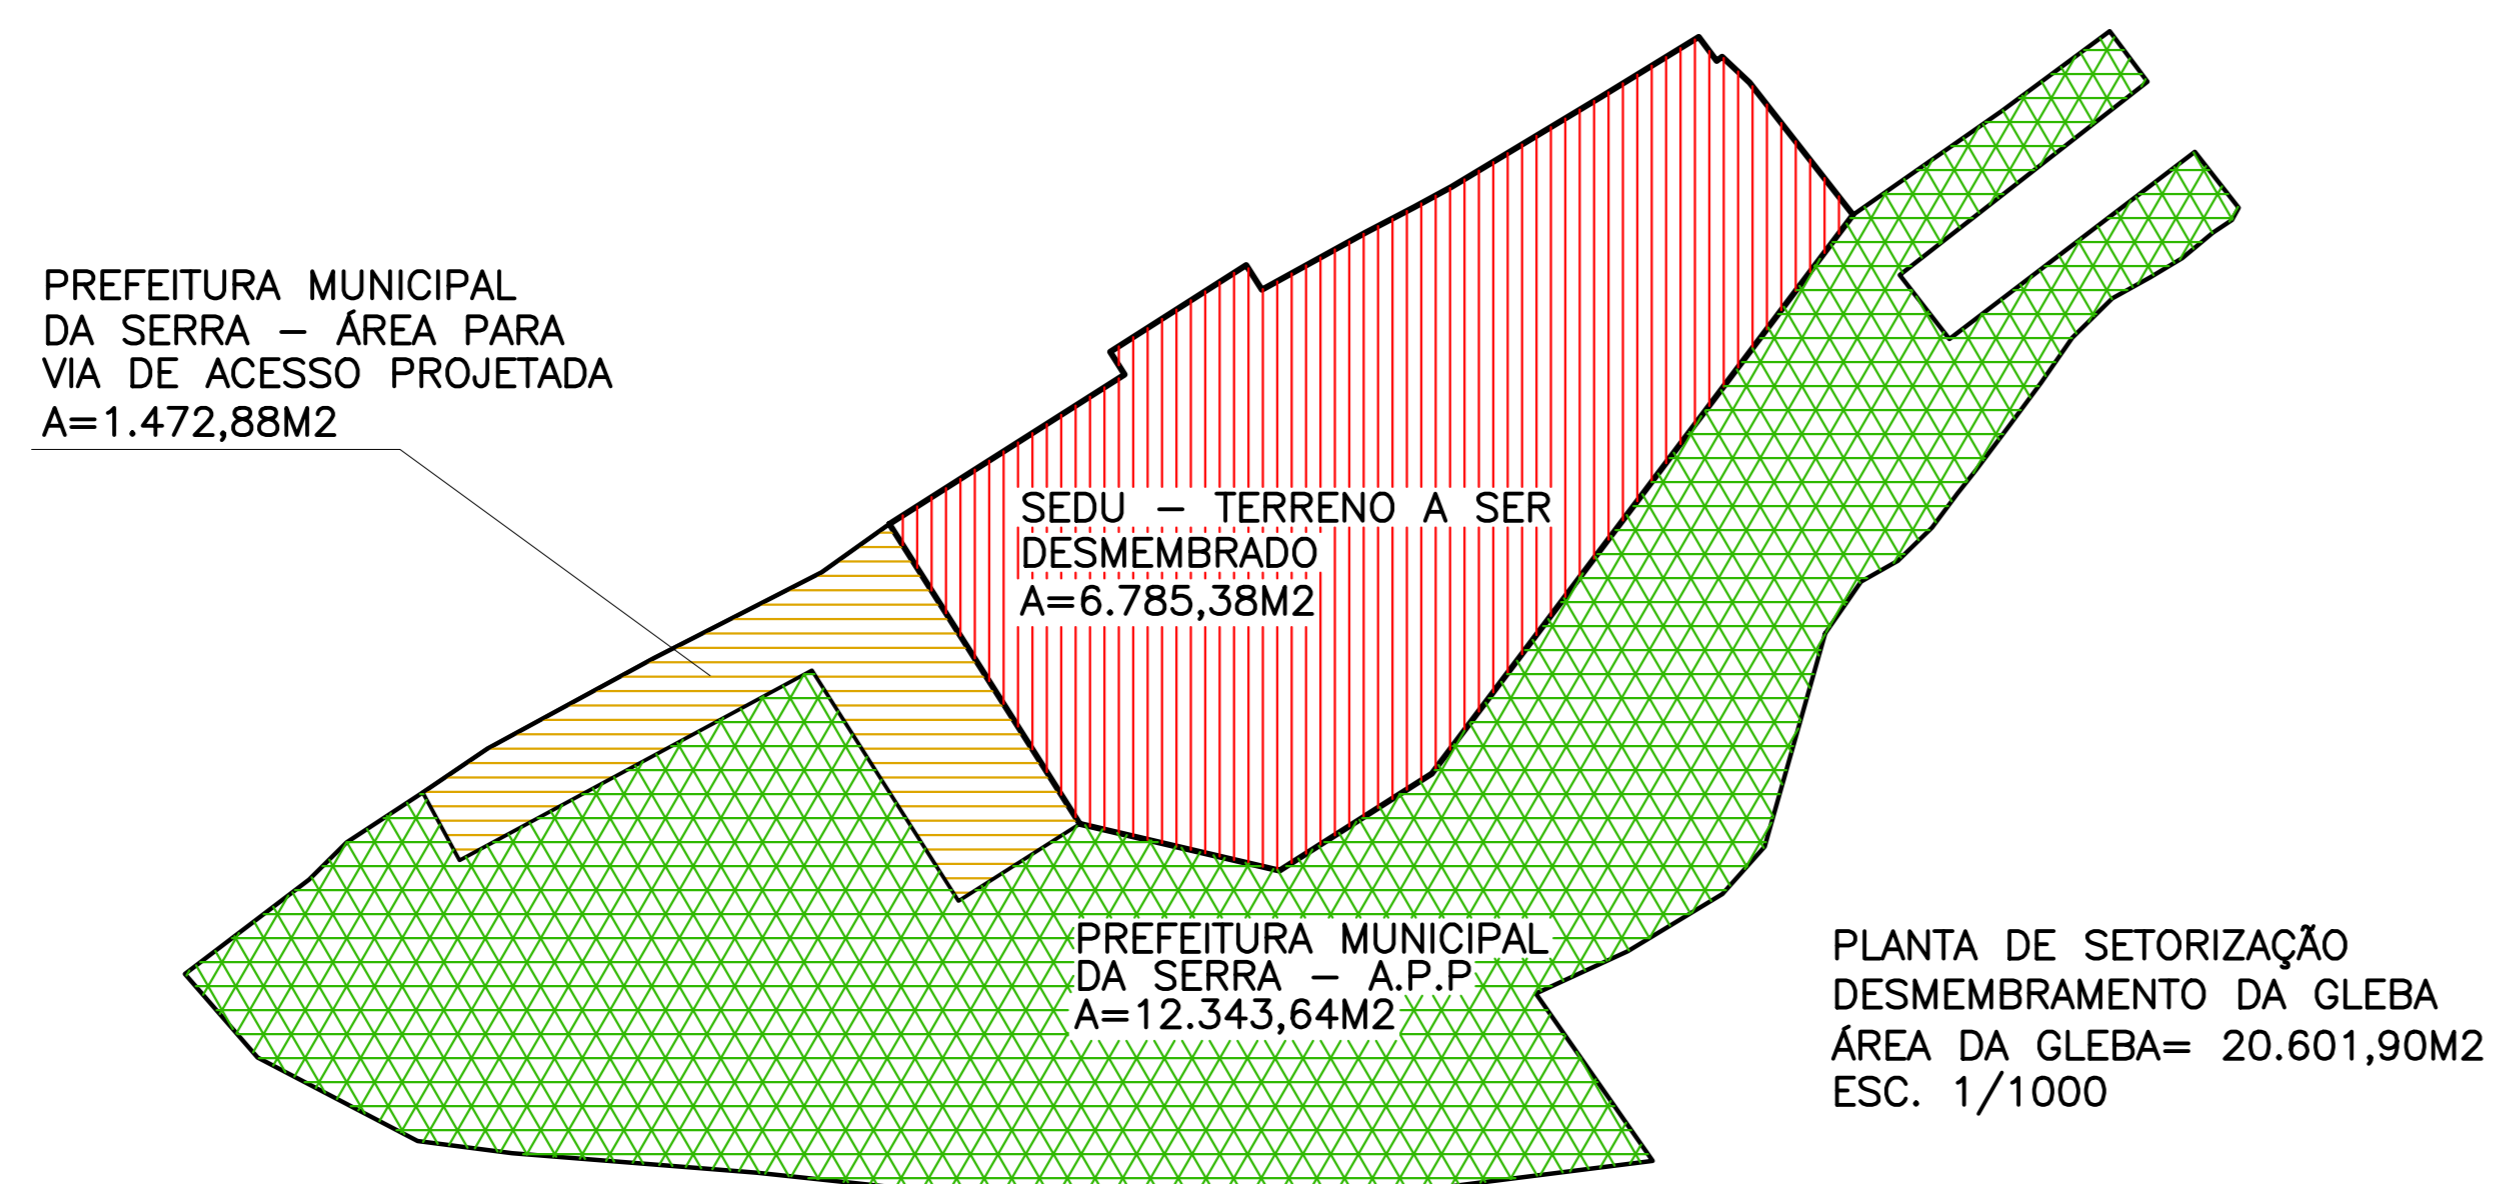 PREFEITURA MUNICIPAL
DA SERRA – ÁREA PARA
VIA DE ACESSO PROJETADA
A=1.472,88M2
SEDU – TERRENO A SER
DESMEMBRADO
A=6.785,38M2
PREFEITURA MUNICIPAL
DA SERRA – A.P.P
A=12.343,64M2
PLANTA DE SETORIZAÇÃO
DESMEMBRAMENTO DA GLEBA
ÁREA DA GLEBA= 20.601,90M2
ESC. 1/1000